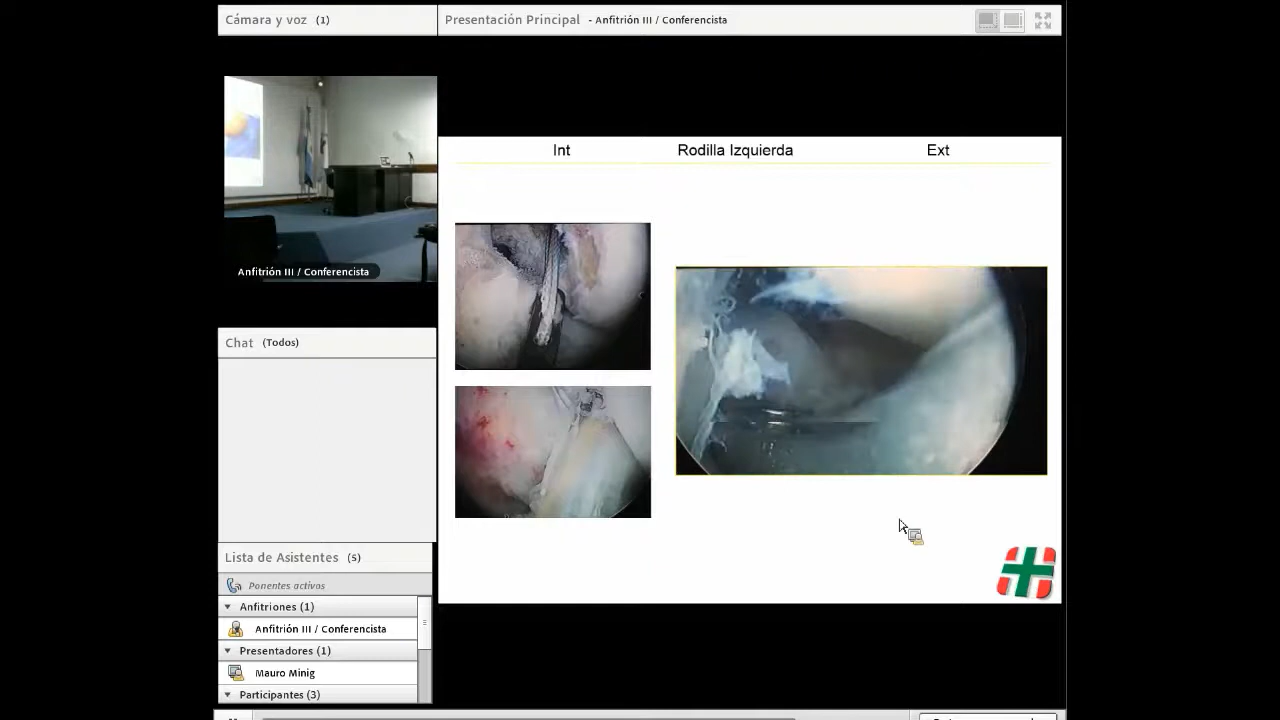 Cámara y voz (1)
Presentación Principal - Anfitrión III / Conferencista
Int
Rodilla Izquierda
Ext
Anfitrión III / Conferencista
Chat (Todos)
Lista de Asistentes (5)
Ponentes activos
Anfitriones (1)
Anfitrión III / Conferencista
Presentadores (1)
Mauro Minig
Participantes (3)